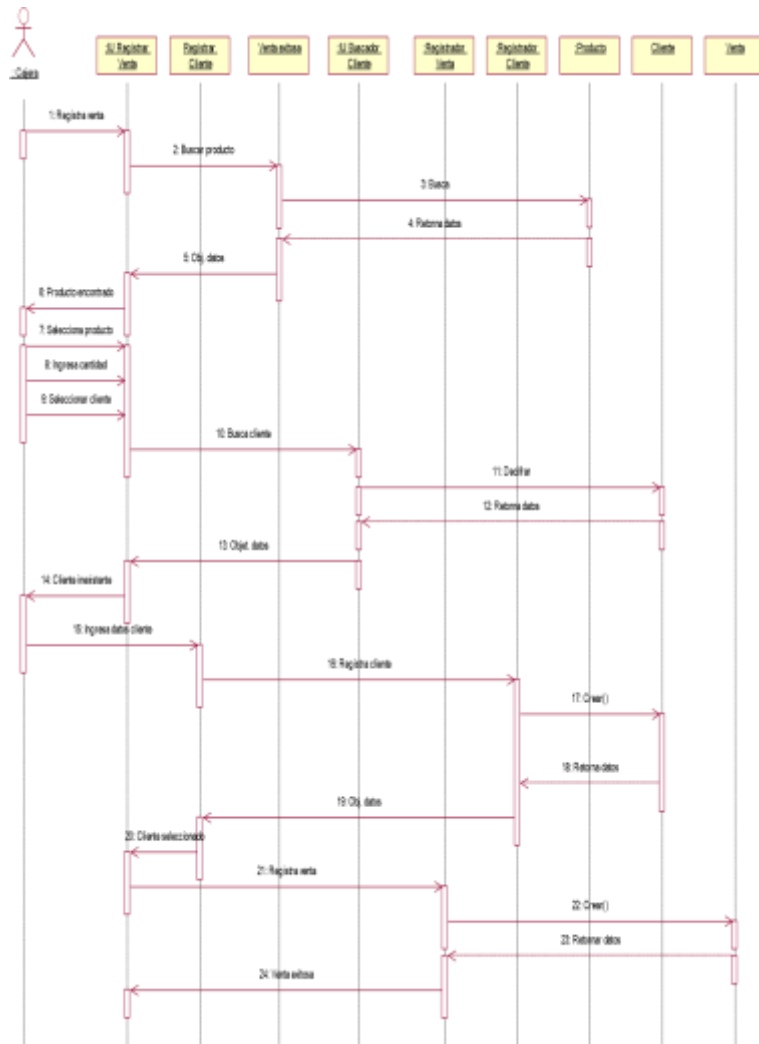 :IU Registrar
Venta
Registrar
Cliente
Venta exitosa
:IU Buscador
Cliente
Registrador
Venta
Registrador
Cliente
:Producto
Cliente
Venta
: Cajera
1: Registra venta
2: Buscar producto
3: Busca
4: Retorna datos
5: Obj. datos
6: Producto encontrado
7: Selecciona producto
8: Ingresa cantidad
9: Seleccionar cliente
10: Busca cliente
11: Decifrar
12: Retorna datos
13: Objet. datos
14: Cliente inexistente
15: Ingresa datos cliente
16: Registra cliente
17: Crear()
18: Retorna datos
19: Obj. datos
20: Cliente seleccionado
21: Registra venta
22: Crear()
23: Retornar datos
24: Venta exitosa